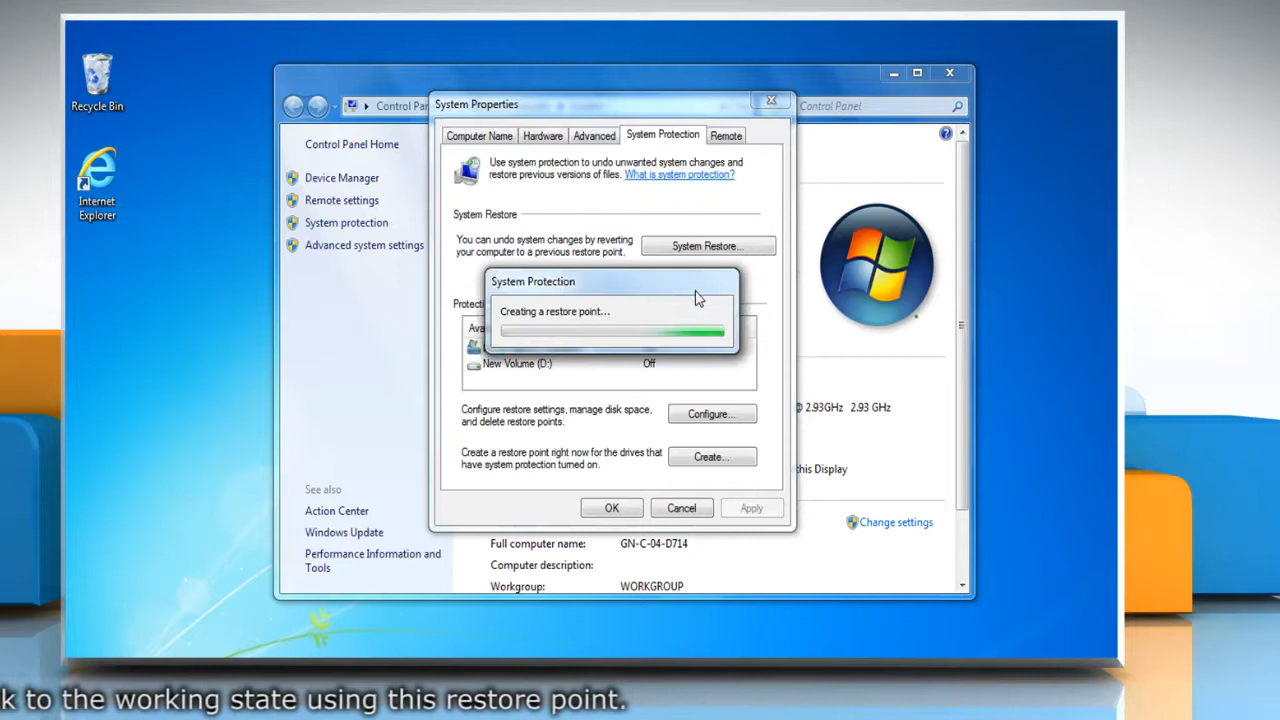 Recycle Bin
Internet
Explorer
Control Par
Control Panel
System Properties
Computer Name
Hardware
Advanced
System Protection
Remote
Control Panel Home
Device Manager
Remote settings
System protection
Advanced system settings
Use system protection to undo unwanted system changes and
restore previous versions of files. What is system protection?
System Restore
You can undo system changes by reverting
your computer to a previous restore point.
System Restore...
System Protection
Creating a restore point...
Protecti
Ava
New Volume (D:)
Off
Configure restore settings, manage disk space,
and delete restore points.
Configure...
Create a restore point right now for the drives that
have system protection turned on.
Create...
OK
Cancel
Apply
@ 2.93GHz 2.93 GHz
this Display
Change settings
See also
Action Center
Windows Update
Performance Information and
Tools
Full computer name:
GN-C-04-D714
Computer description:
Workgroup:
WORKGROUP
k to the working state using this restore point.